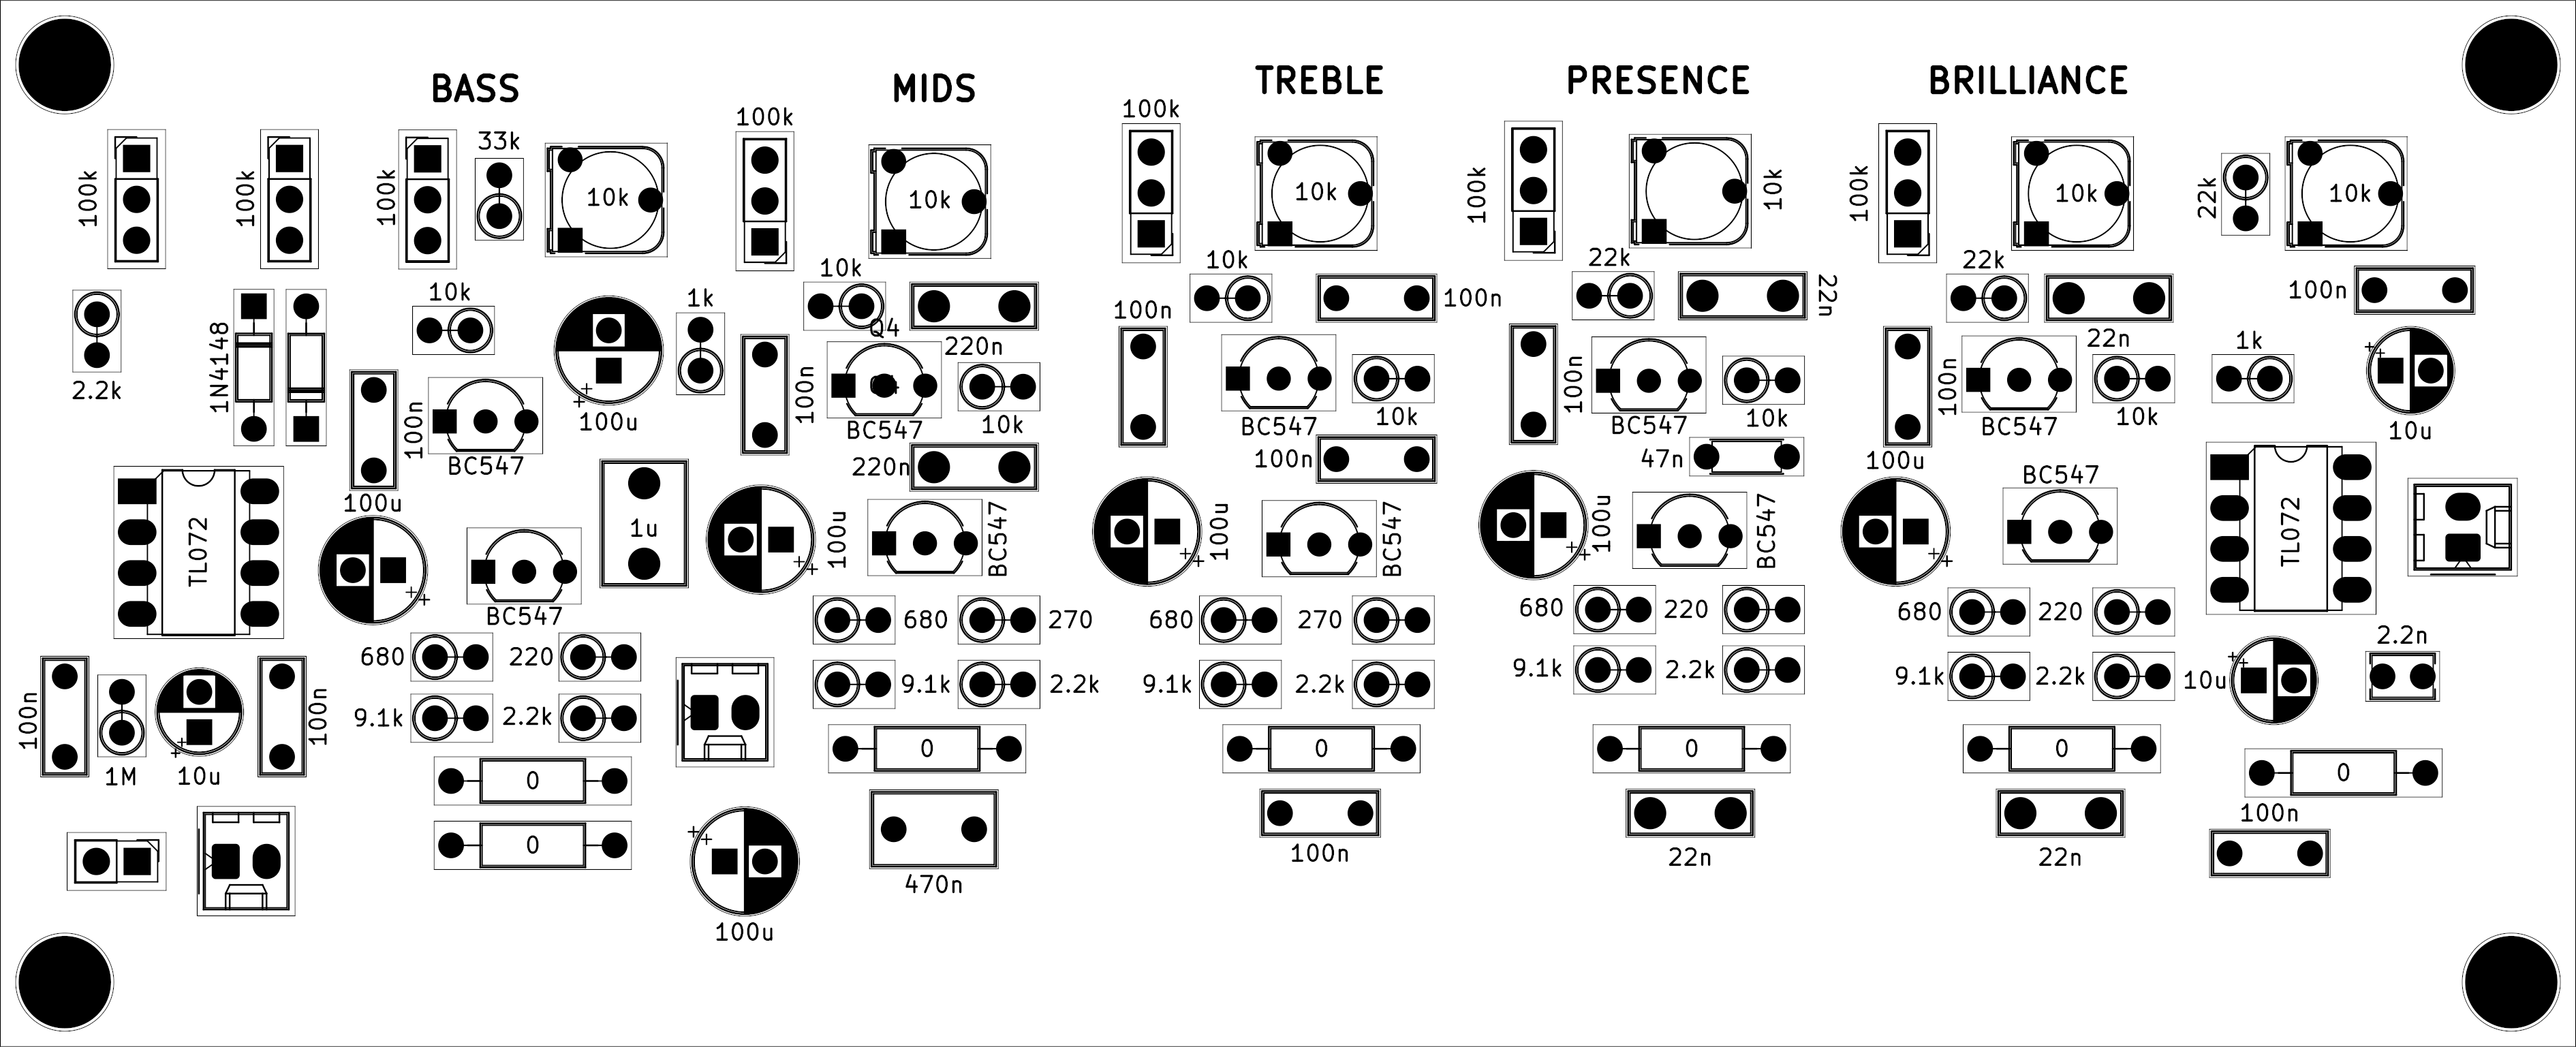 BASS
MIDS
TREBLE
PRESENCE
BRILLIANCE
100k
100k
100k
33k
10k
100k
10k
100k
10k
100k
10k
100k
10k
22k
10k
2.2k
1N4148
10k
100n
100u
1k
BC547
100u
TL072
BC547
1u
680
220
9.1k
2.2k
0
0
100n
1M
10u
100n
10k
Q4
220n
100n
Q4
BC547
10k
220n
100u
BC547
680
270
9.1k
2.2k
0
470n
100u
10k
100n
100n
BC547
10k
100n
100u
BC547
680
270
9.1k
2.2k
0
100n
22k
22n
100n
BC547
10k
47n
100u
BC547
680
220
9.1k
2.2k
0
22n
22k
22n
100n
BC547
10k
100u
BC547
680
220
9.1k
2.2k
0
22n
100n
1k
10u
TL072
2.2n
10u
0
100n